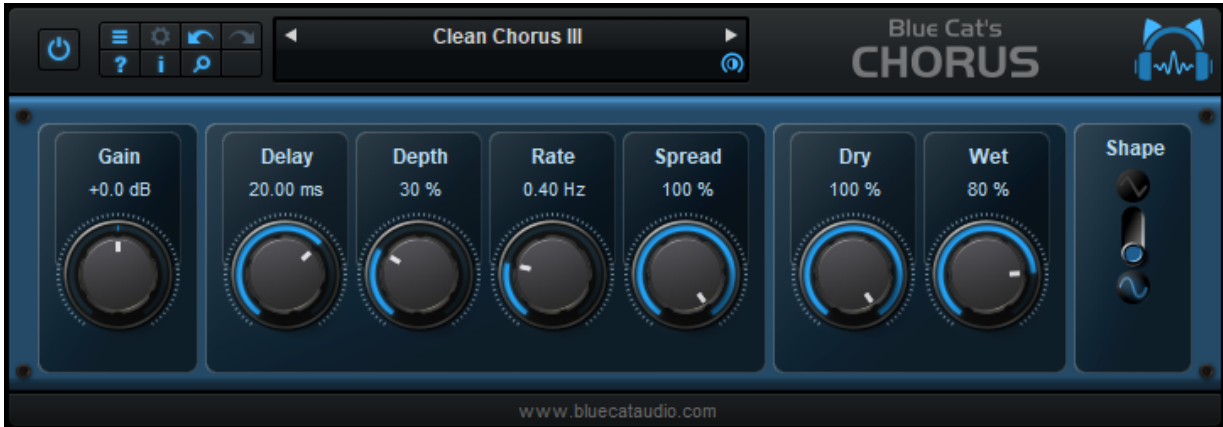 Clean Chorus III
Blue Cat's
CHORUS
? i
Gain
+0.0 dB
Delay
20.00 ms
Depth
30 %
Rate
0.40 Hz
Spread
100 %
Dry
100 %
Wet
80 %
Shape
www.bluecataudio.com